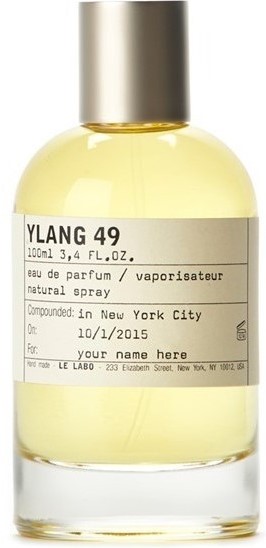 YLANG 49
100ml 3,4 FL.OZ.
eau de parfum / vaporisateur
natural spray
Compounded: in New York City
On: 10/1/2015
For: your name here
Hand made - LE LABO - 233 Elizabeth Street, New York, NY, 10012, USA